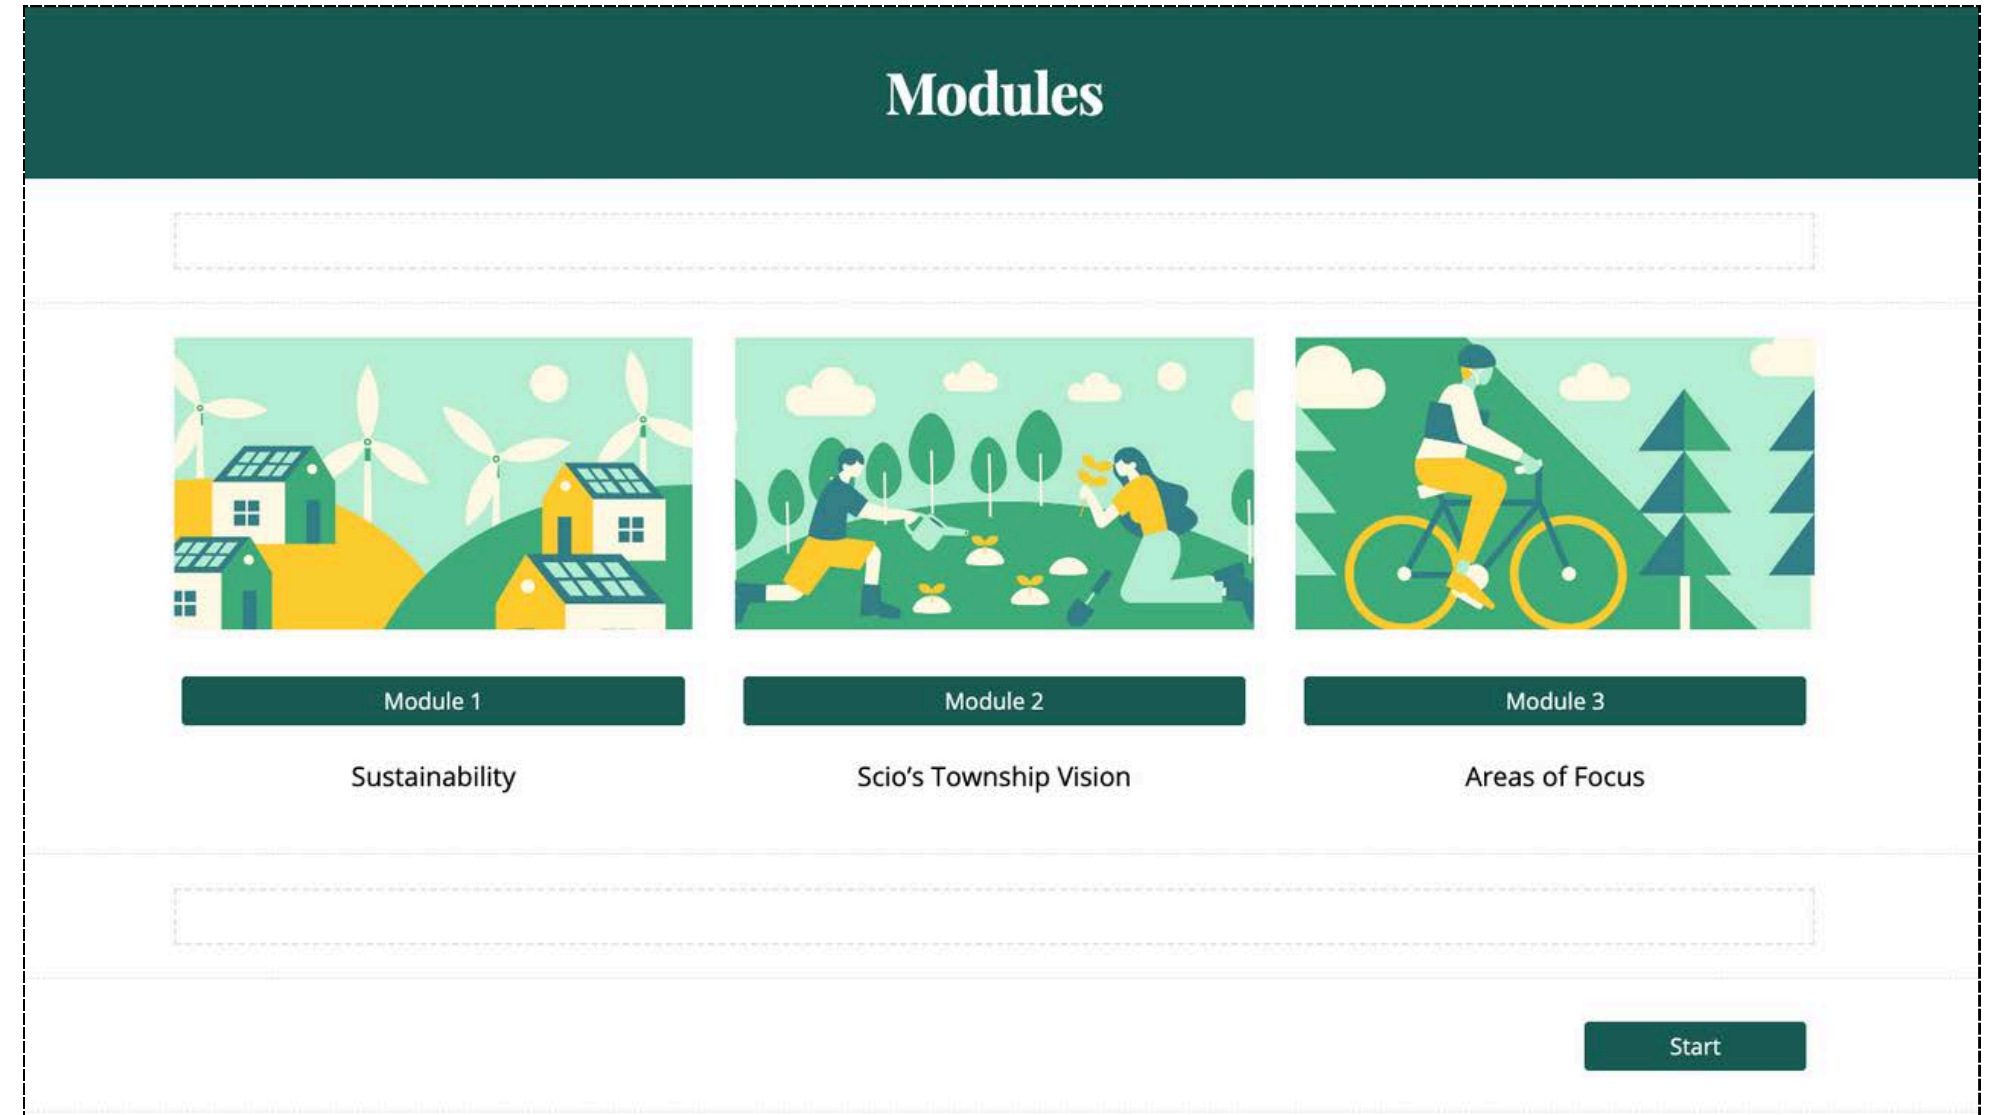 Modules
Module 1
Module 2
Module 3
Sustainability
Scio’s Township Vision
Areas of Focus
Start